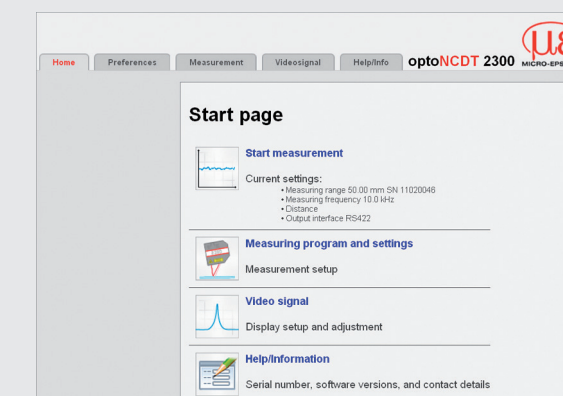 µε
MICRO-EPS
Home Preferences Measurement Videosignal Help/Info optoNCDT 2300
Start page
Start measurement
Current settings:
• Measuring range 50.00 mm SN 11020046
• Measuring frequency 10.0 kHz
• Distance
• Output interface RS422
Measuring program and settings
Measurement setup
Video signal
Display setup and adjustment
Help/Information
Serial number, software versions, and contact details